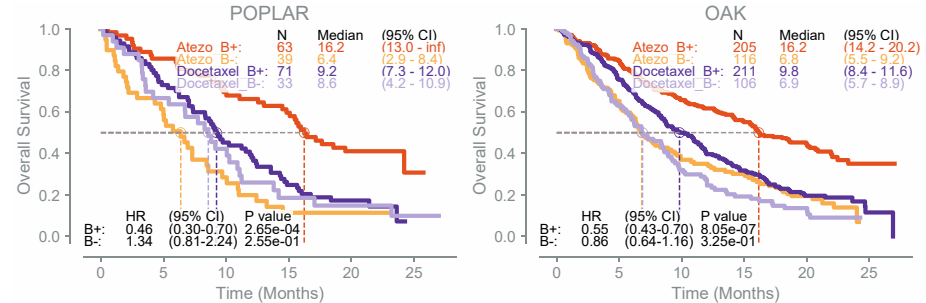 POPLAR
N Median (95% CI)
Atezo B+: 63 16.2 (13.0 - inf)
Atezo B-: 39 6.4 (2.9 - 8.4)
Docetaxel B+: 71 9.2 (7.3 - 12.0)
Docetaxel_B-: 33 8.6 (4.2 - 10.9)
Overall Survival
1.0
0.8
0.6
0.4
0.2
0.0
HR (95% CI) P value
B+: 0.46 (0.30-0.70) 2.65e-04
B-: 1.34 (0.81-2.24) 2.55e-01
0 5 10 15 20 25
Time (Months)
OAK
N Median (95% CI)
Atezo B+: 205 16.2 (14.2 - 20.2)
Atezo B-: 116 6.8 (5.5 - 9.2)
Docetaxel B+: 211 9.8 (8.4 - 11.6)
Docetaxel_B-: 106 6.9 (5.7 - 8.9)
Overall Survival
1.0
0.8
0.6
0.4
0.2
0.0
HR (95% CI) P value
B+: 0.55 (0.43-0.70) 8.05e-07
B-: 0.86 (0.64-1.16) 3.25e-01
0 5 10 15 20 25
Time (Months)